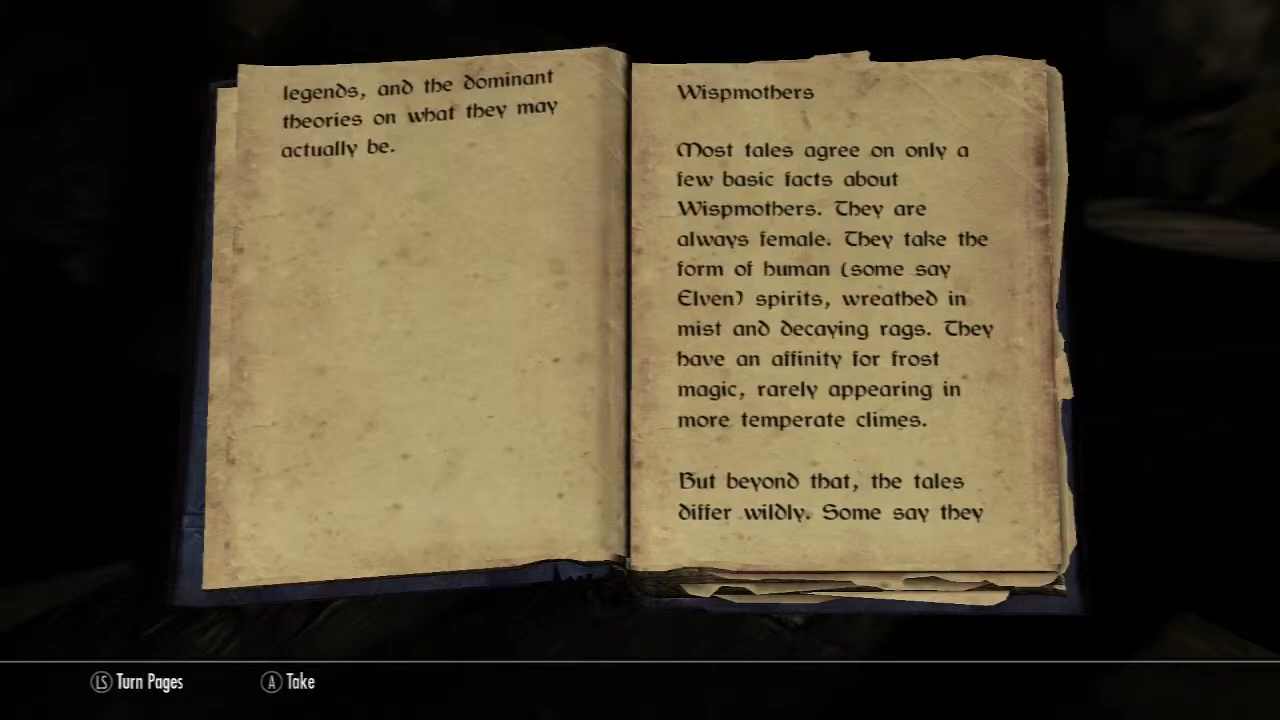 legends, and the dominant
theories on what they may
actually be.
Wispmothers
Most tales agree on only a
few basic facts about
Wispmothers. They are
always female. They take the
form of human (some say
Elven) spirits, wreathed in
mist and decaying rags. They
have an affinity for frost
magic, rarely appearing in
more temperate climes.
But beyond that, the tales
differ wildly. Some say they
LS Turn Pages
A Take